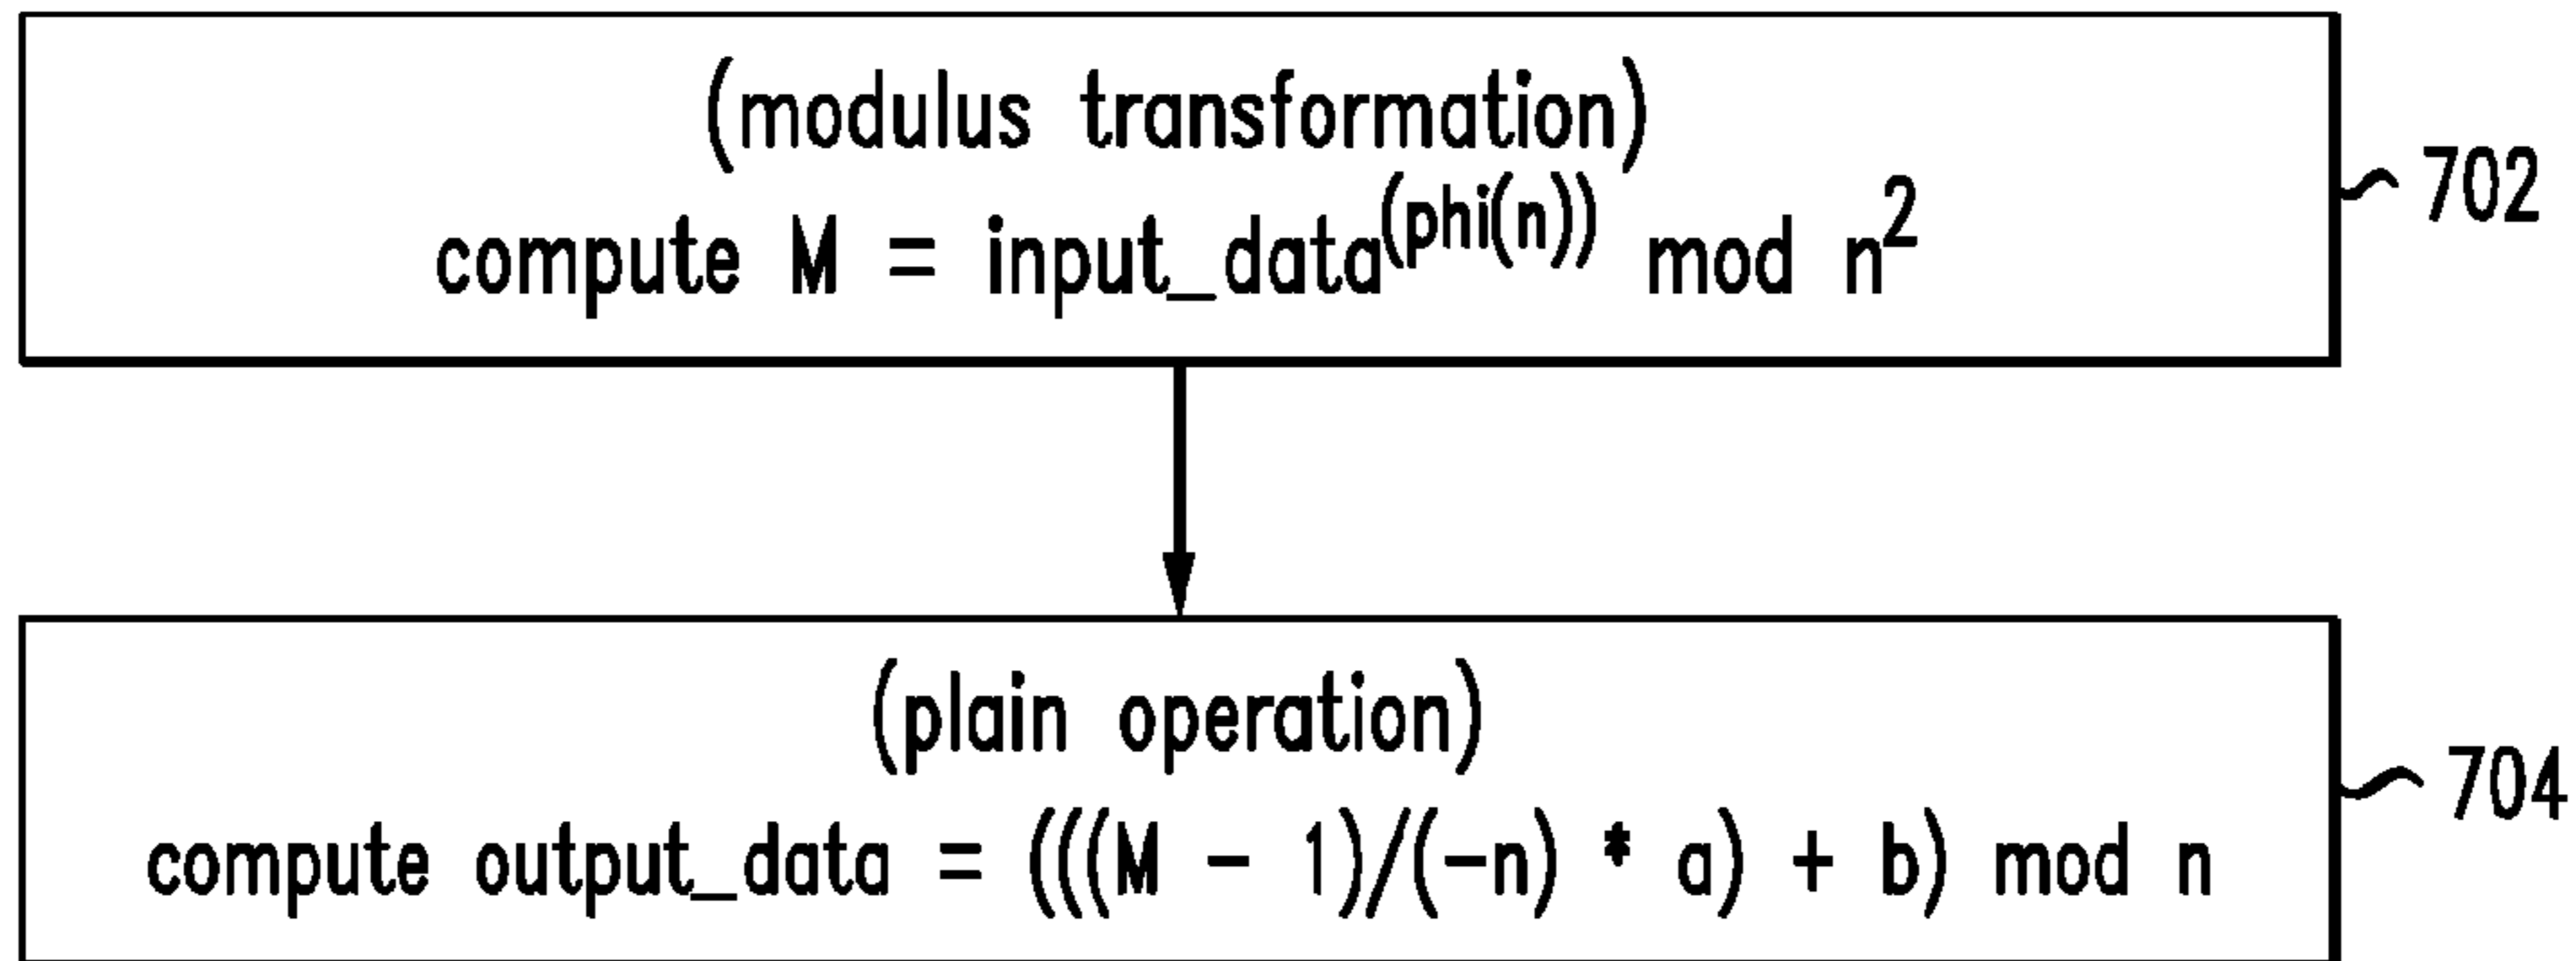 (modulus transformation)
compute M = input_data^(phi(n)) mod n^2
702
(plain operation)
compute output_data = (((M - 1)/(-n) * a) + b) mod n
704